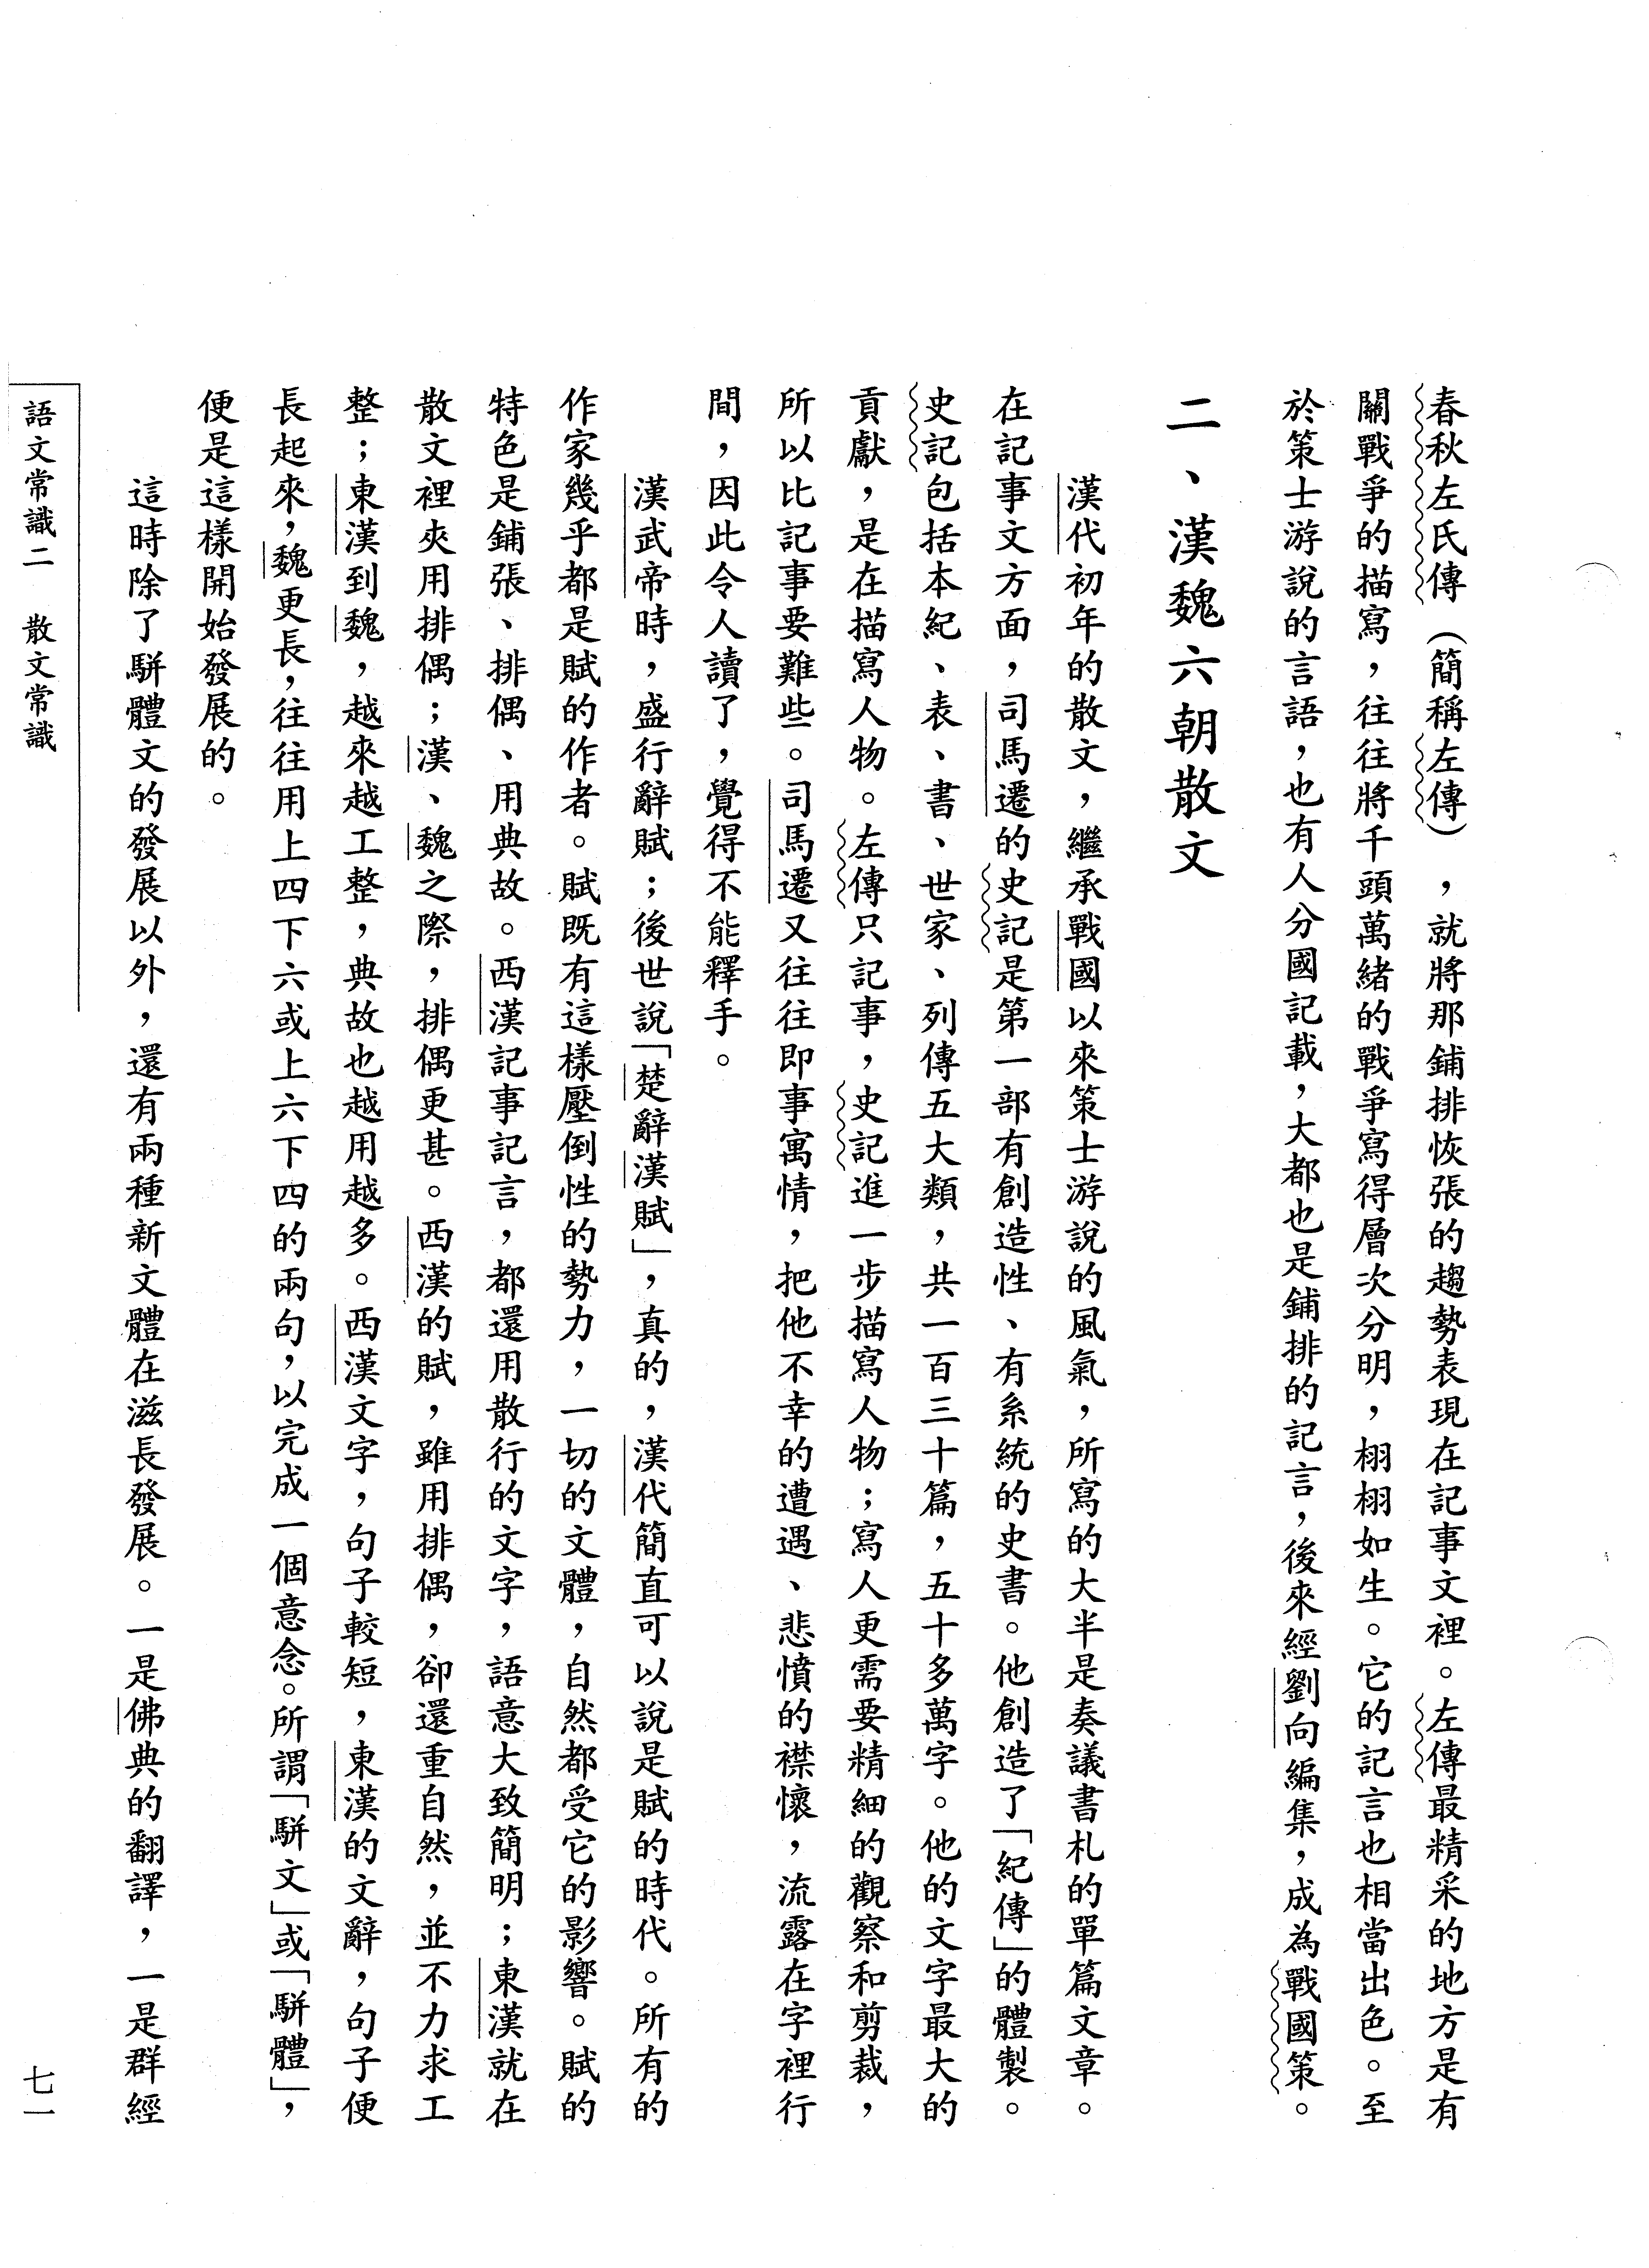 春秋左氏傳（簡稱左傳），就將那鋪排恢張的趨勢表現在記事文裡。左傳最精采的地方是有
關戰爭的描寫，往往將千頭萬緒的戰爭寫得層次分明，栩栩如生。它的記言也相當出色。至
於策士游說的言語，也有人分國記載，大都也是鋪排的記言，後來經劉向編集，成為戰國策。
二、漢魏六朝散文
漢代初年的散文，繼承戰國以來策士游說的風氣，所寫的大半是奏議書札的單篇文章。
在記事文方面，司馬遷的史記是第一部有創造性、有系統的史書。他創造了「紀傳」的體製。
史記包括本紀、表、書、世家、列傳五大類，共一百三十篇，五十多萬字。他的文字最大的
貢獻，是在描寫人物。左傳只記事，史記進一步描寫人物；寫人更需要精細的觀察和剪裁，
所以比記事要難些。司馬遷又往往即事寓情，把他不幸的遭遇、悲憤的襟懷，流露在字裡行
間，因此令人讀了，覺得不能釋手。
漢武帝時，盛行辭賦；後世說「楚辭漢賦」，真的，漢代簡直可以說是賦的時代。所有的
作家幾乎都是賦的作者。賦既有這樣壓倒性的勢力，一切的文體，自然都受它的影響。賦的
特色是鋪張、排偶、用典故。西漢記事記言，都還用散行的文字，語意大致簡明；東漢就在
散文裡夾用排偶；漢、魏之際，排偶更甚。西漢的賦，雖用排偶，卻還重自然，並不力求工
整；東漢到魏，越來越工整，典故也越用越多。西漢文字，句子較短，東漢的文辭，句子便
長起來，魏更長，往往用上四下六或上六下四的兩句，以完成一個意念。所謂「駢文」或「駢體」，
便是這樣開始發展的。
這時除了駢體文的發展以外，還有兩種新文體在滋長發展。一是佛典的翻譯，一是群經
語文常識二　散文常識
七一